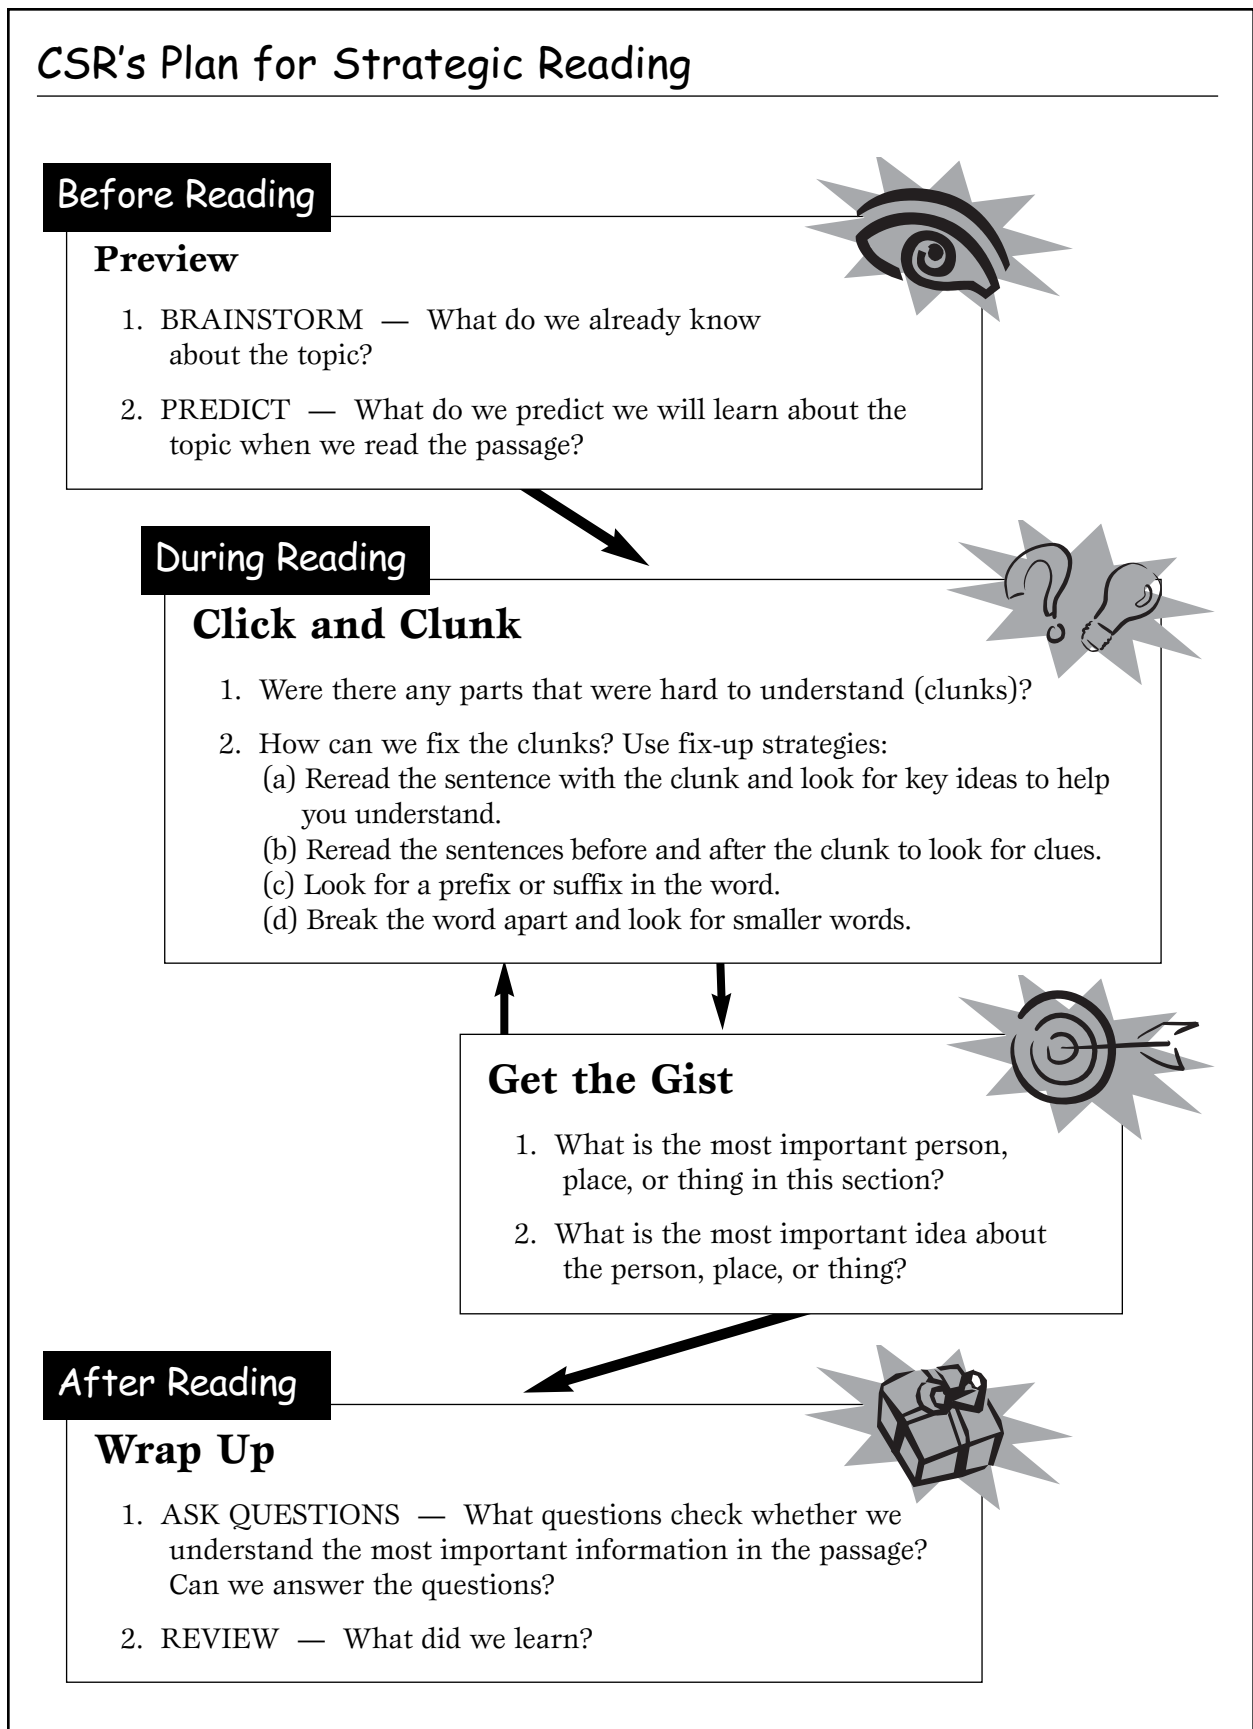 CSR's Plan for Strategic Reading
Before Reading
Preview
1. BRAINSTORM — What do we already know
about the topic?
2. PREDICT — What do we predict we will learn about the
topic when we read the passage?
During Reading
Click and Clunk
1. Were there any parts that were hard to understand (clunks)?
2. How can we fix the clunks? Use fix-up strategies:
(a) Reread the sentence with the clunk and look for key ideas to help
you understand.
(b) Reread the sentences before and after the clunk to look for clues.
(c) Look for a prefix or suffix in the word.
(d) Break the word apart and look for smaller words.
Get the Gist
1. What is the most important person,
place, or thing in this section?
2. What is the most important idea about
the person, place, or thing?
After Reading
Wrap Up
1. ASK QUESTIONS — What questions check whether we
understand the most important information in the passage?
Can we answer the questions?
2. REVIEW — What did we learn?